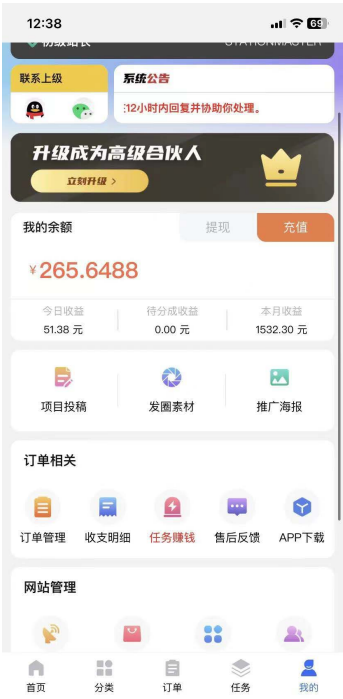 12:38
69
初级站长
STATIONMASTER
联系上级
系统公告
12小时内回复并协助你处理。
升级成为高级合伙人
立刻升级 >
我的余额
提现
充值
¥265.6488
今日收益
待分成收益
本月收益
51.38 元
0.00 元
1532.30 元
项目投稿
发圈素材
推广海报
订单相关
订单管理
收支明细
任务赚钱
售后反馈
APP下载
网站管理
首页
分类
订单
任务
我的